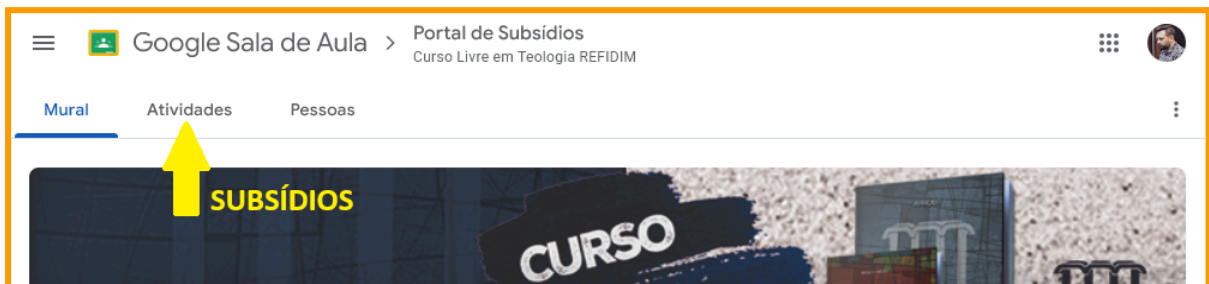 Google Sala de Aula > Portal de Subsídios
Curso Livre em Teologia REFIDIM
Mural Atividades Pessoas
SUBSÍDIOS
CURSO